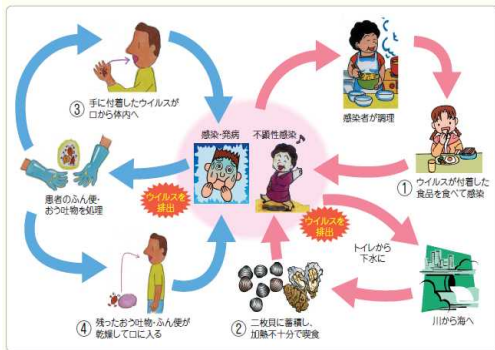 ③
手に付着したウイルスが
口から体内へ
感染者が調理
感染・発病
不顕性感染
①
ウイルスが付着した
食品を食べて感染
患者のふん便・
おう吐物を処理
ウイルスを
排出
ウイルスを
排出
トイレから
下水に
④
残ったおう吐物・ふん便が
乾燥して口に入る
②
二枚貝に蓄積し、
加熱不十分で喫食
川から海へ